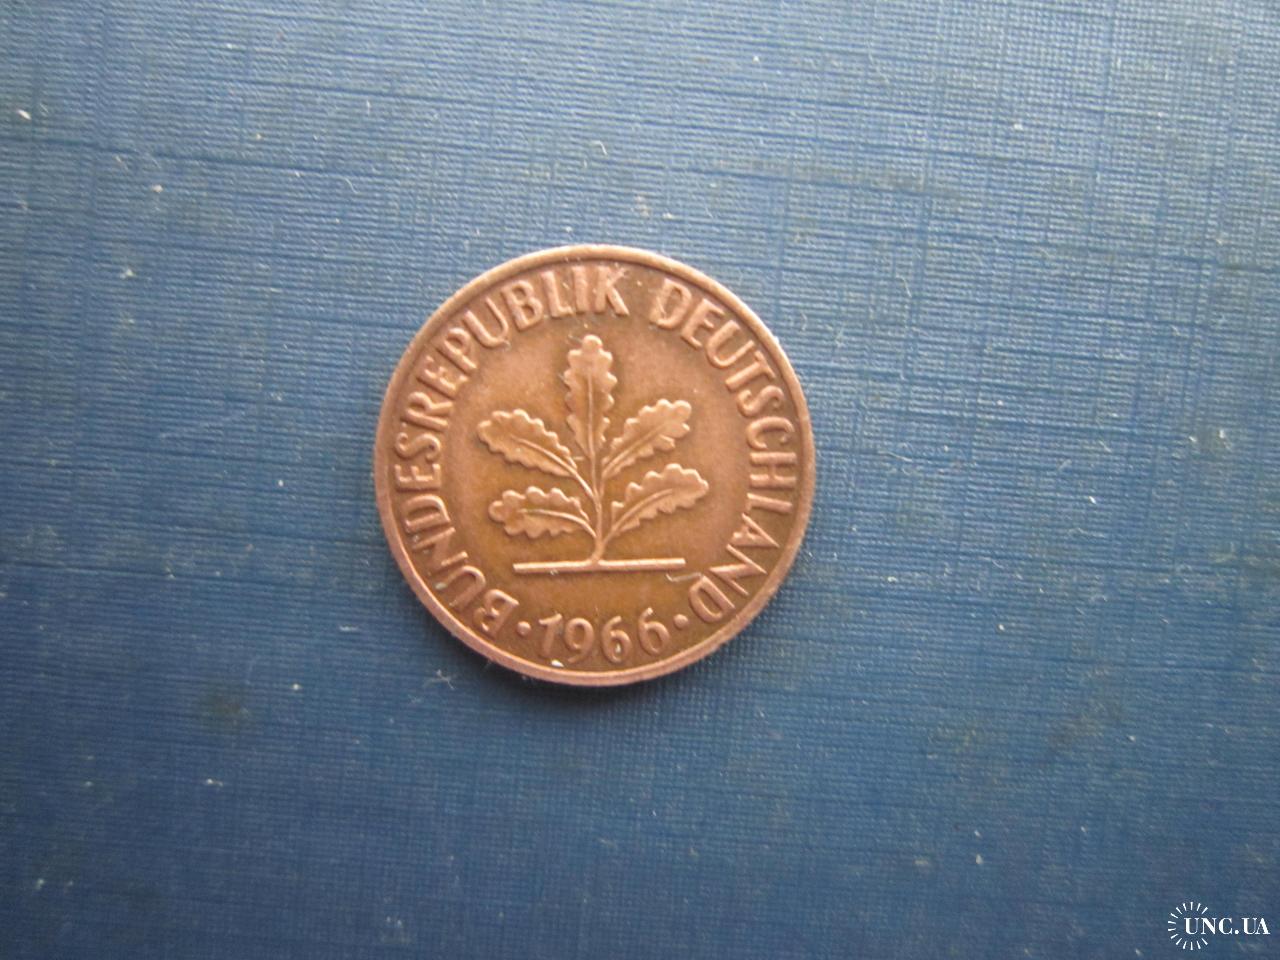 BUNDESREPUBLIK DEUTSCHLAND
· 1966 ·
UNC.UA